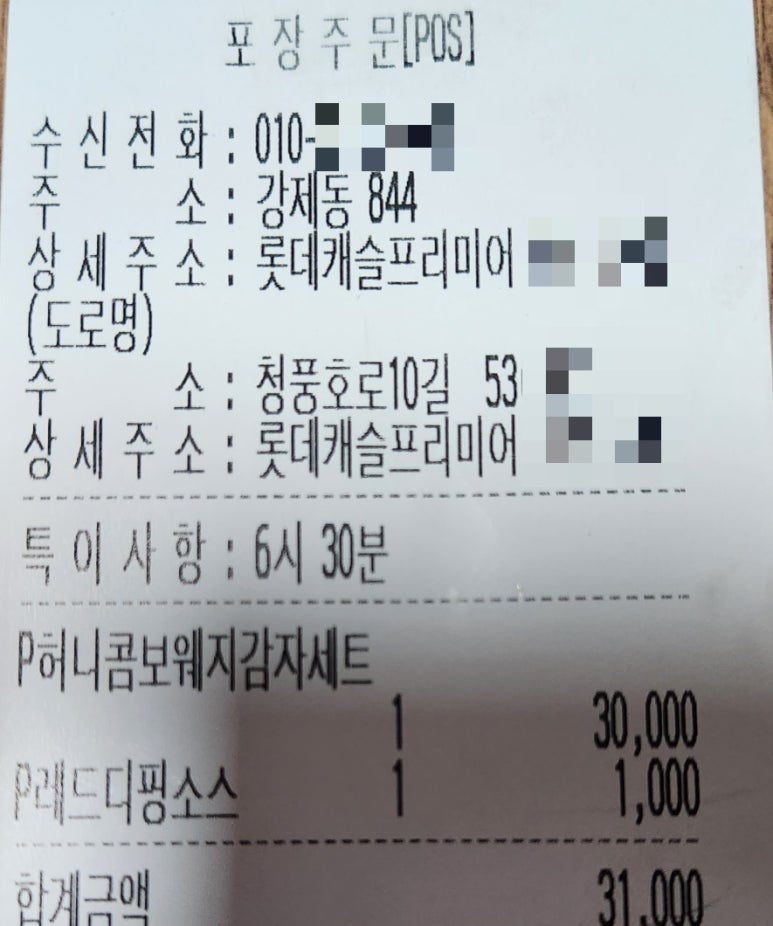 포장주문[POS]
수신전화 : 010-
주 소 : 강제동 844
상세주소 : 롯데캐슬프리미어
(도로명)
주 소 : 청풍호로10길 53
상세주소 : 롯데캐슬프리미어
특이사항 : 6시 30분
P허니콤보웨지감자세트
1 30,000
P레드디핑소스 1 1,000
합계금액 31,000